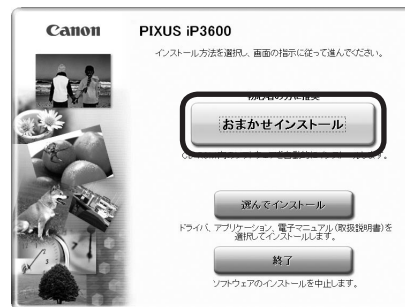 Canon
PIXUS iP3600
インストール方法を選択し、画面の指示に従って進んでください。
おまかせインストール
選んでインストール
ドライバ、アプリケーション、電子マニュアル(取扱説明書)を
選択してインストールします。
終了
ソフトウェアのインストールを中止します。